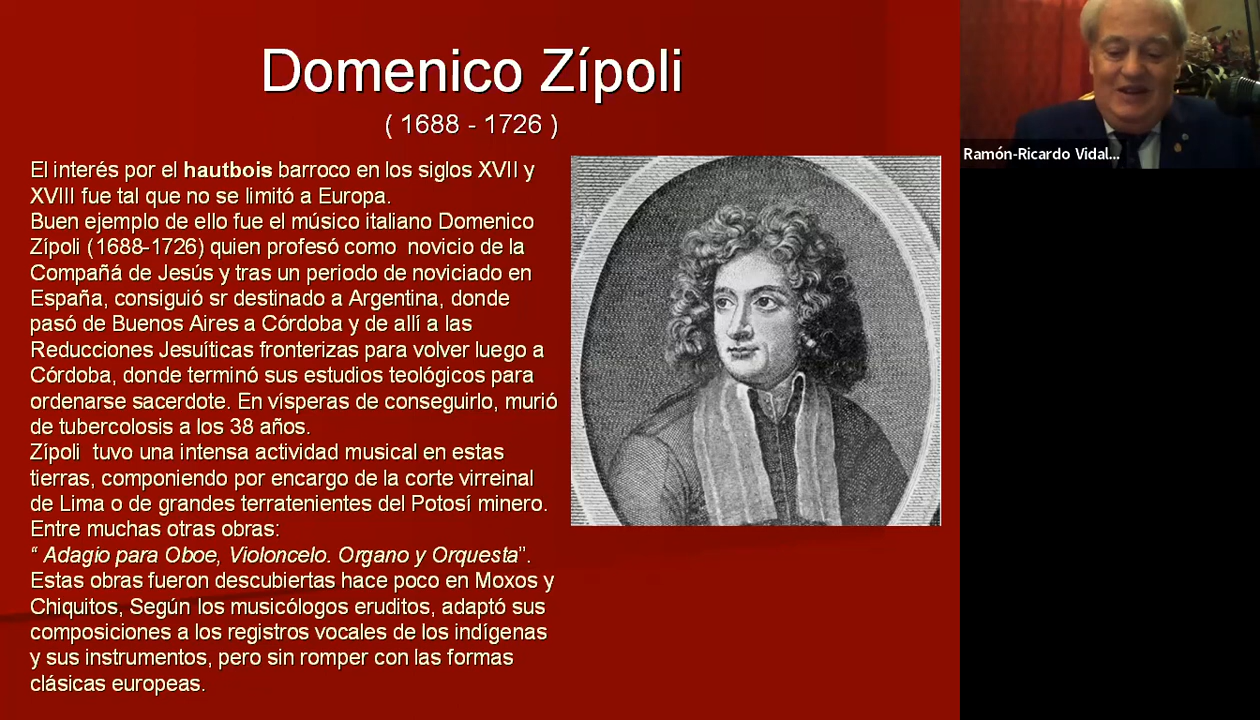 Domenico Zípoli
( 1688 - 1726 )
El interés por el hautbois barroco en los siglos XVII y
XVIII fue tal que no se limitó a Europa.
Buen ejemplo de ello fue el músico italiano Domenico
Zípoli (1688-1726) quien profesó como  novicio de la
Compañá de Jesús y tras un periodo de noviciado en
España, consiguió sr destinado a Argentina, donde
pasó de Buenos Aires a Córdoba y de allí a las
Reducciones Jesuíticas fronterizas para volver luego a
Córdoba, donde terminó sus estudios teológicos para
ordenarse sacerdote. En vísperas de conseguirlo, murió
de tubercolosis a los 38 años.
Zípoli  tuvo una intensa actividad musical en estas
tierras, componiendo por encargo de la corte virreinal
de Lima o de grandes terratenientes del Potosí minero.
Entre muchas otras obras:
“ Adagio para Oboe, Violoncelo. Organo y Orquesta”.
Estas obras fueron descubiertas hace poco en Moxos y
Chiquitos, Según los musicólogos eruditos, adaptó sus
composiciones a los registros vocales de los indígenas
y sus instrumentos, pero sin romper con las formas
clásicas europeas.
Ramón-Ricardo Vidal...